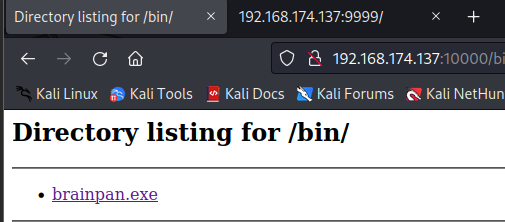 Directory listing for /bin/
192.168.174.137:9999/
192.168.174.137:10000/bi
Kali Linux Kali Tools Kali Docs Kali Forums Kali NetHun
Directory listing for /bin/
brainpan.exe